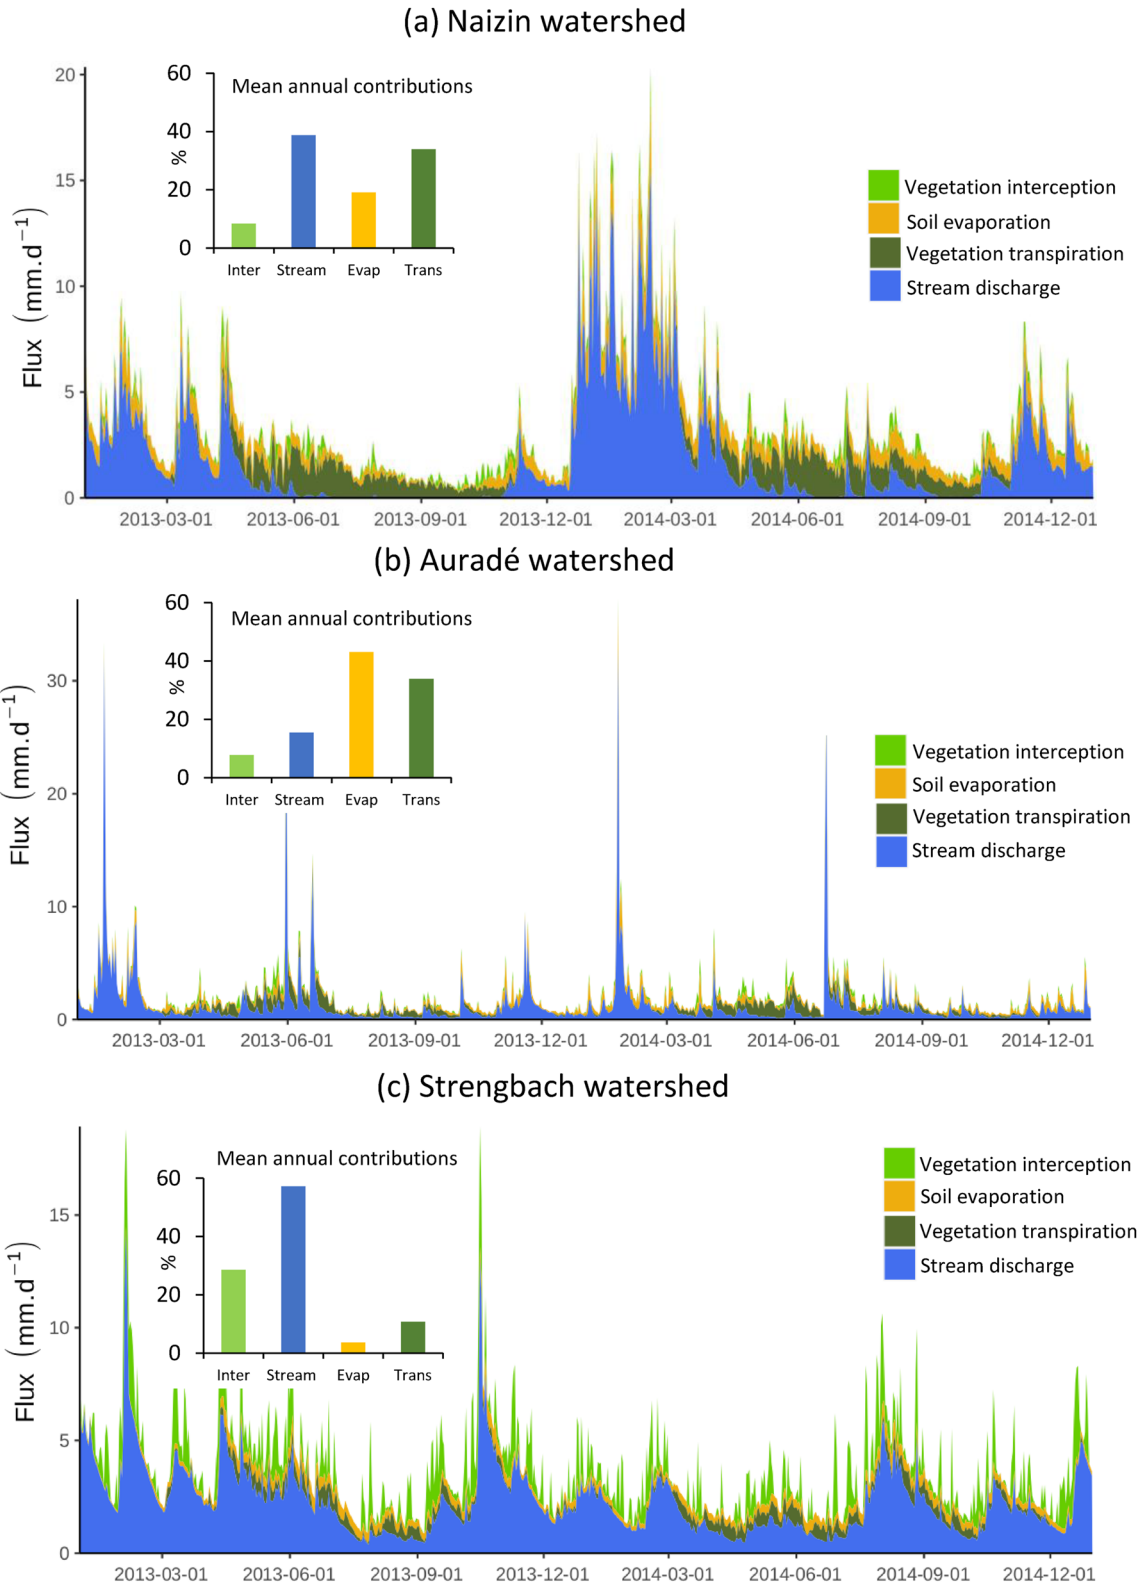 (a) Naizin watershed
Flux (mm.d−1)
20
15
10
5
0
60
40
20
0
%
Mean annual contributions
Inter Stream Evap Trans
Vegetation interception
Soil evaporation
Vegetation transpiration
Stream discharge
2013-03-01 2013-06-01 2013-09-01 2013-12-01 2014-03-01 2014-06-01 2014-09-01 2014-12-01
(b) Auradé watershed
Flux (mm.d−1)
30
20
10
0
60
40
20
0
%
Mean annual contributions
Inter Stream Evap Trans
Vegetation interception
Soil evaporation
Vegetation transpiration
Stream discharge
2013-03-01 2013-06-01 2013-09-01 2013-12-01 2014-03-01 2014-06-01 2014-09-01 2014-12-01
(c) Strengbach watershed
Flux (mm.d−1)
15
10
5
0
Mean annual contributions
60
40
20
0
%
Inter Stream Evap Trans
Vegetation interception
Soil evaporation
Vegetation transpiration
Stream discharge
2013-03-01 2013-06-01 2013-09-01 2013-12-01 2014-03-01 2014-06-01 2014-09-01 2014-12-01